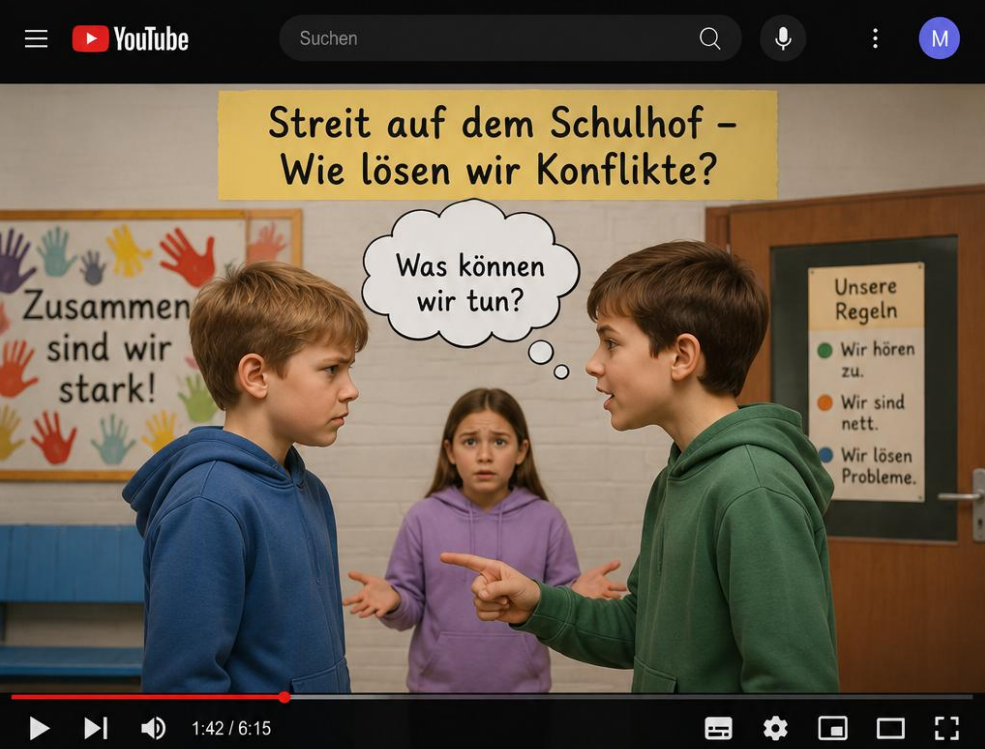 YouTube
Suchen
M
Streit auf dem Schulhof –
Wie lösen wir Konflikte?
Was können
wir tun?
Zusammen
sind wir
stark!
Unsere
Regeln
Wir hören
zu.
Wir sind
nett.
Wir lösen
Probleme.
1:42 / 6:15